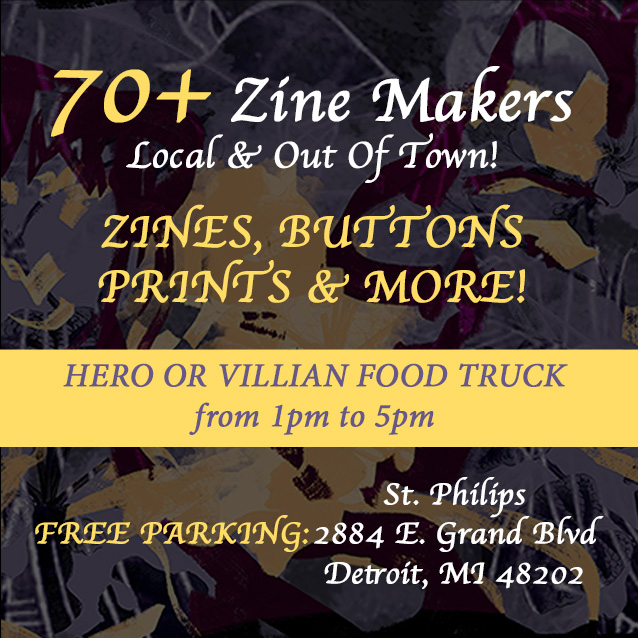 70+ Zine Makers
Local & Out Of Town!
ZINES, BUTTONS
PRINTS & MORE!
HERO OR VILLIAN FOOD TRUCK
from 1pm to 5pm
St. Philips
FREE PARKING: 2884 E. Grand Blvd
Detroit, MI 48202